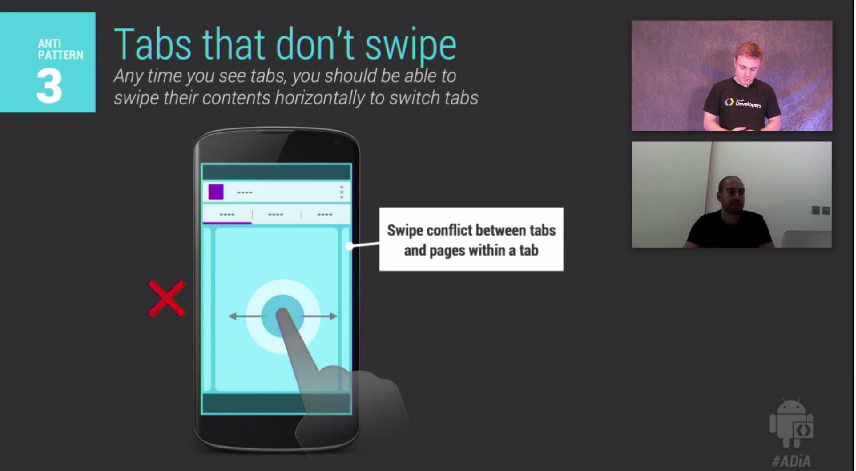 ANTI
PATTERN
3
Tabs that don't swipe
Any time you see tabs, you should be able to
swipe their contents horizontally to switch tabs
Swipe conflict between tabs
and pages within a tab
Developers
#ADiA